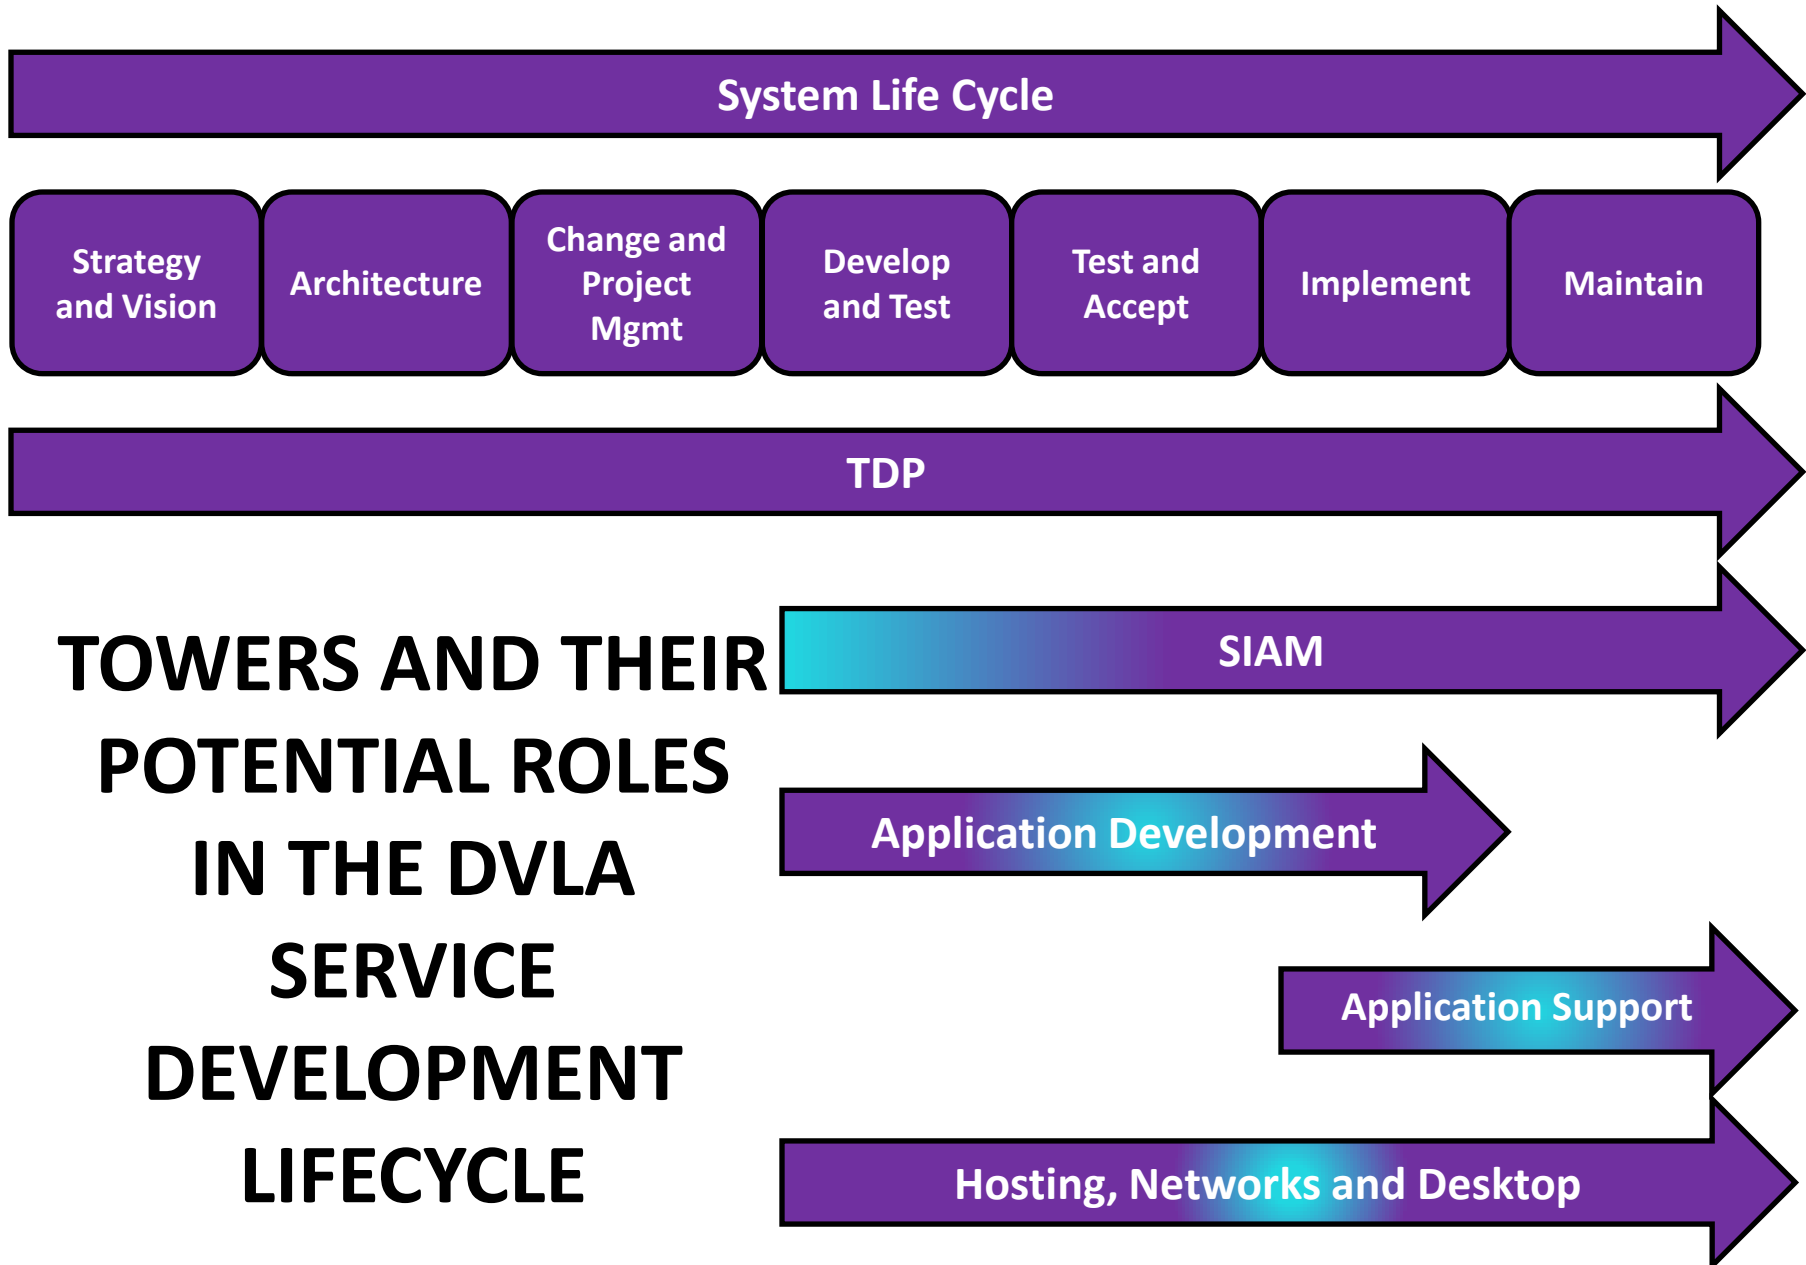 System Life Cycle
Strategy
and Vision
Architecture
Change and
Project
Mgmt
Develop
and Test
Test and
Accept
Implement
Maintain
TDP
TOWERS AND THEIR
POTENTIAL ROLES
IN THE DVLA
SERVICE
DEVELOPMENT
LIFECYCLE
SIAM
Application Development
Application Support
Hosting, Networks and Desktop